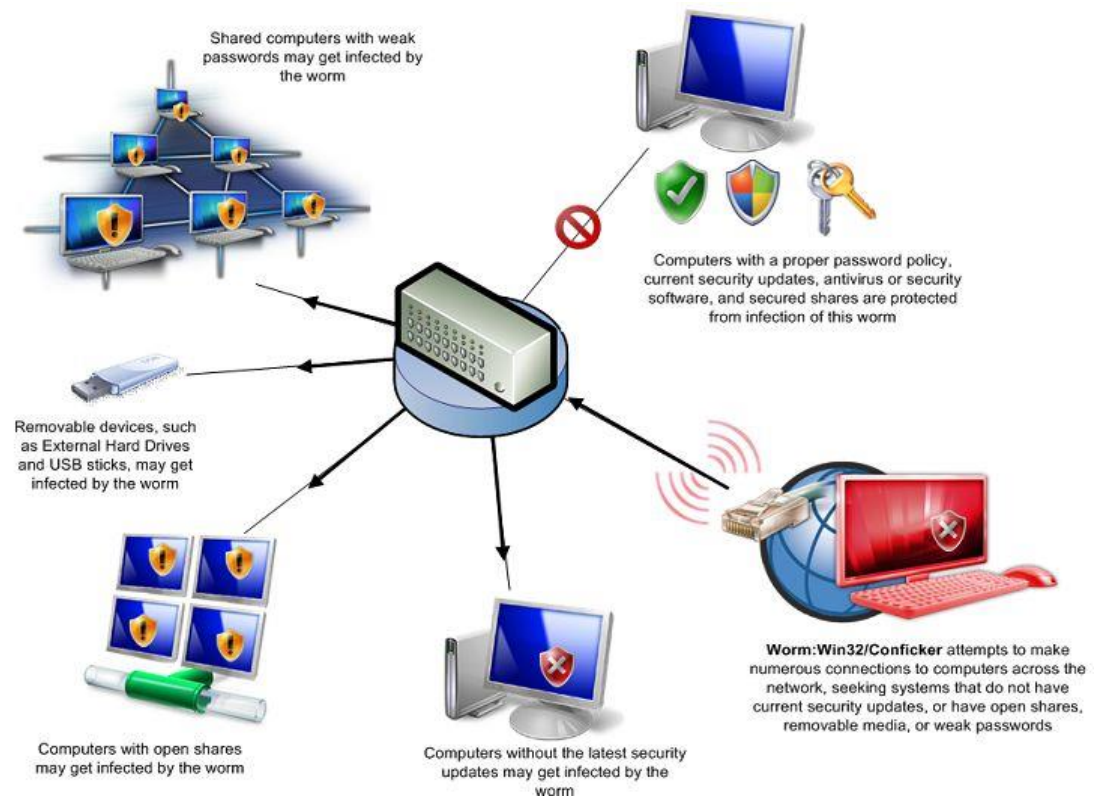 Shared computers with weak
passwords may get infected by
the worm
Computers with a proper password policy,
current security updates, antivirus or security
software, and secured shares are protected
from infection of this worm
Removable devices, such
as External Hard Drives
and USB sticks, may get
infected by the worm
Worm:Win32/Conficker attempts to make
numerous connections to computers across the
network, seeking systems that do not have
current security updates, or have open shares,
removable media, or weak passwords
Computers with open shares
may get infected by the worm
Computers without the latest security
updates may get infected by the
worm